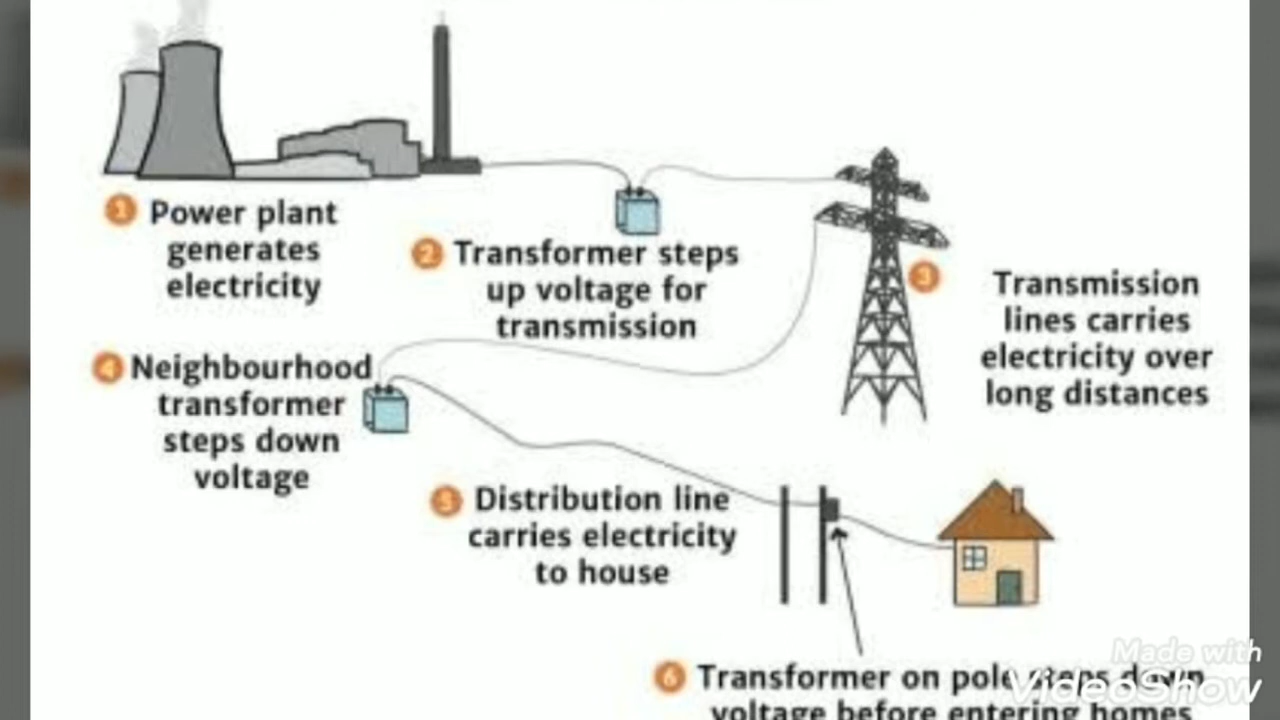 1 Power plant
generates
electricity
2 Transformer steps
up voltage for
transmission
3 Transmission
lines carries
electricity over
long distances
4 Neighbourhood
transformer
steps down
voltage
5 Distribution line
carries electricity
to house
6 Transformer on pole steps down
voltage before entering homes
Made with
VideoShow